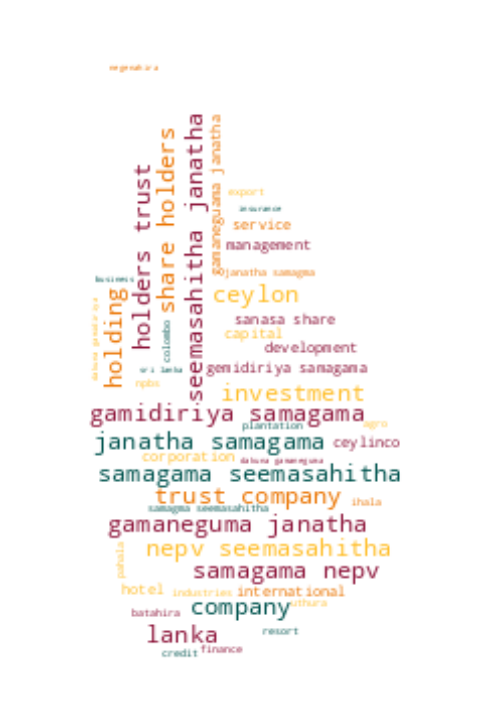 negenahira
seemasahitha janatha
gamaneguma janatha
share holders
holders trust
export
insurance
service
management
janatha samagma
business
holding
ceylon
dakuna gamidiriya
sanasa share
colombo
capital
development
sri lanka
gemidiriya samagama
npbs
investment
gamidiriya samagama
plantation
agro
janatha samagama
ceylinco
corporation
dakuna gamaneguma
samagama seemasahitha
trust company
ihala
samagma seemasahitha
gamaneguma janatha
nepv seemasahitha
pahala
samagama nepv
hotel
industries
international
company
uthura
batahira
lanka
resort
credit
finance